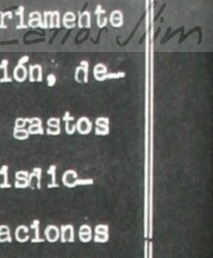 riamente
Carlos Slim
ión, de-
gastos
isdic-
aciones